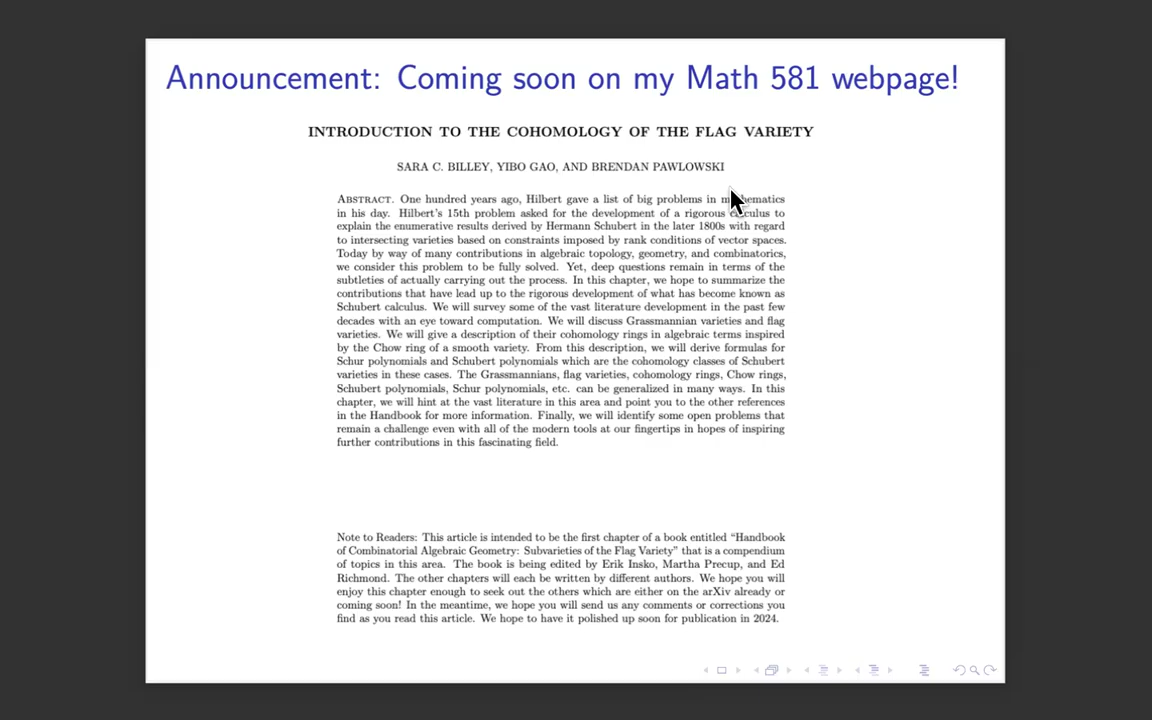 Announcement: Coming soon on my Math 581 webpage!
INTRODUCTION TO THE COHOMOLOGY OF THE FLAG VARIETY
SARA C. BILLEY, YIBO GAO, AND BRENDAN PAWLOWSKI
ABSTRACT. One hundred years ago, Hilbert gave a list of big problems in mathematics
in his day. Hilbert's 15th problem asked for the development of a rigorous calculus to
explain the enumerative results derived by Hermann Schubert in the later 1800s with regard
to intersecting varieties based on constraints imposed by rank conditions of vector spaces.
Today by way of many contributions in algebraic topology, geometry, and combinatorics,
we consider this problem to be fully solved. Yet, deep questions remain in terms of the
subtleties of actually carrying out the process. In this chapter, we hope to summarize the
contributions that have lead up to the rigorous development of what has become known as
Schubert calculus. We will survey some of the vast literature development in the past few
decades with an eye toward computation. We will discuss Grassmannian varieties and flag
varieties. We will give a description of their cohomology rings in algebraic terms inspired
by the Chow ring of a smooth variety. From this description, we will derive formulas for
Schur polynomials and Schubert polynomials which are the cohomology classes of Schubert
varieties in these cases. The Grassmannians, flag varieties, cohomology rings, Chow rings,
Schubert polynomials, Schur polynomials, etc. can be generalized in many ways. In this
chapter, we will hint at the vast literature in this area and point you to the other references
in the Handbook for more information. Finally, we will identify some open problems that
remain a challenge even with all of the modern tools at our fingertips in hopes of inspiring
further contributions in this fascinating field.
Note to Readers: This article is intended to be the first chapter of a book entitled “Handbook
of Combinatorial Algebraic Geometry: Subvarieties of the Flag Variety” that is a compendium
of topics in this area. The book is being edited by Erik Insko, Martha Precup, and Ed
Richmond. The other chapters will each be written by different authors. We hope you will
enjoy this chapter enough to seek out the others which are either on the arXiv already or
coming soon! In the meantime, we hope you will send us any comments or corrections you
find as you read this article. We hope to have it polished up soon for publication in 2024.